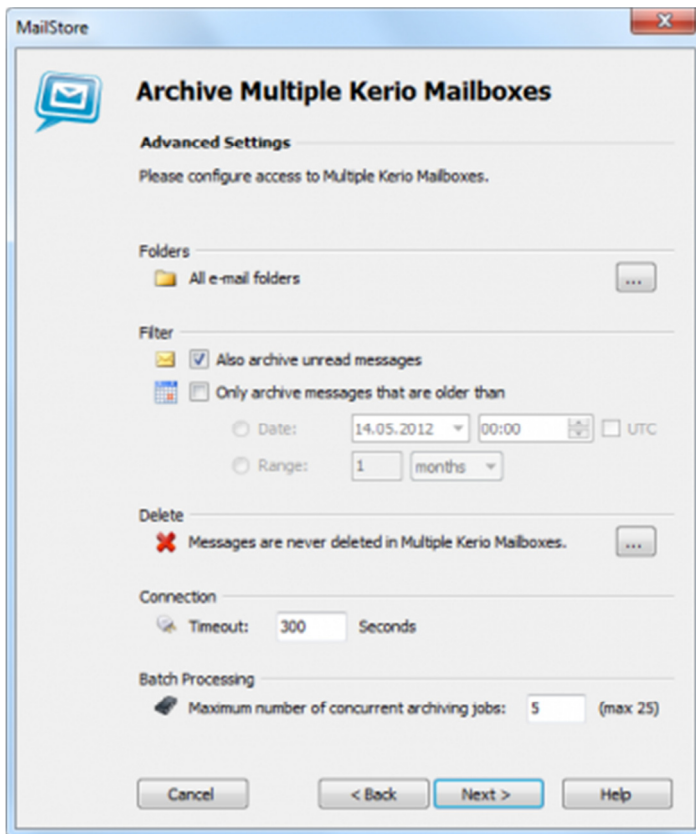 MailStore
Archive Multiple Kerio Mailboxes
Advanced Settings
Please configure access to Multiple Kerio Mailboxes.
Folders
All e-mail folders ...
Filter
Also archive unread messages
Only archive messages that are older than
Date: 14.05.2012 00:00 UTC
Range: 1 months
Delete
Messages are never deleted in Multiple Kerio Mailboxes. ...
Connection
Timeout: 300 Seconds
Batch Processing
Maximum number of concurrent archiving jobs: 5 (max 25)
Cancel < Back Next > Help